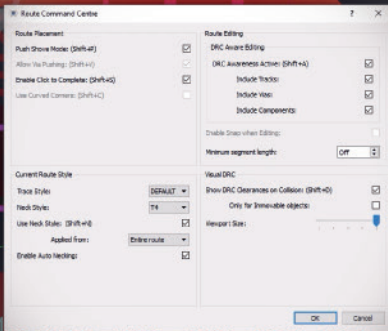 Route Command Centre
? X
Route Placement
Push Shove Mode: (Shift+P)
Allow Via Pushing: (Shift+V)
Enable Click to Complete: (Shift+S)
Use Curved Corners: (Shift+C)
Current Route Style
Trace Style: DEFAULT
Neck Style: T4
Use Neck Style: (Shift+N)
Applied from: Entire route
Enable Auto Necking:
Route Editing
DRC Aware Editing
DRC Awareness Active: (Shift+A)
Include Tracks:
Include Vias:
Include Components:
Enable Snap when Editing:
Minimum segment length: Off
Visual DRC
Show DRC Clearances on Collision: (Shift+D)
Only for Immovable objects:
Viewport Size:
OK Cancel